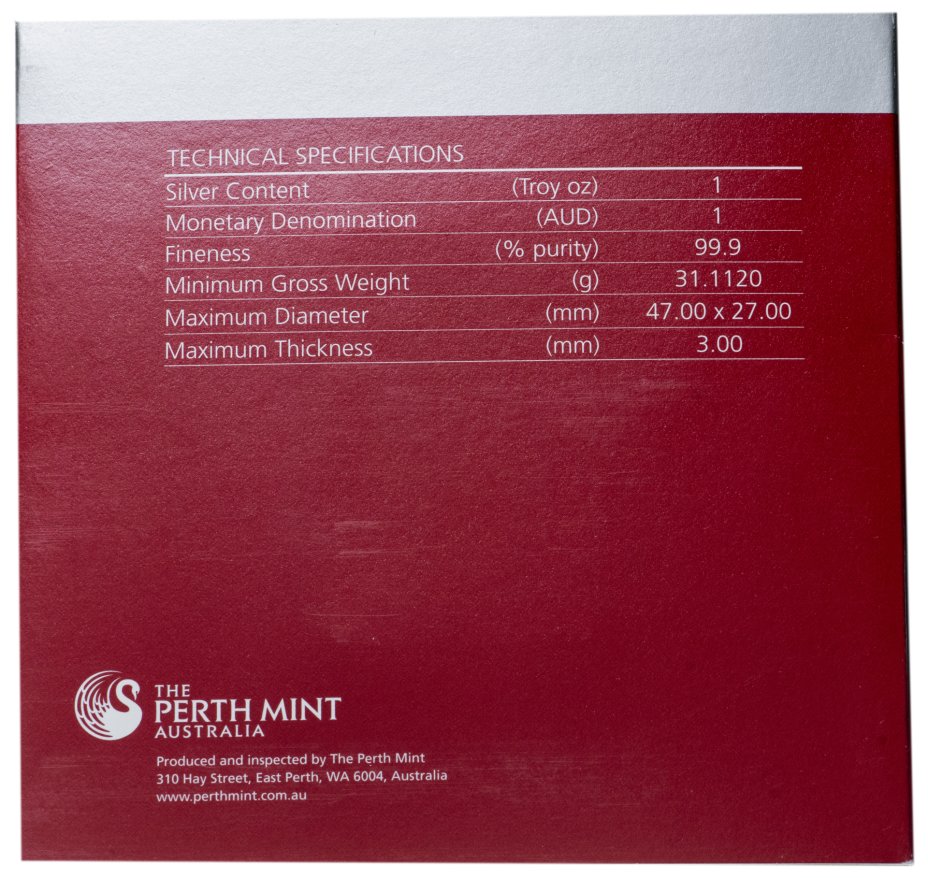 TECHNICAL SPECIFICATIONS
Silver Content (Troy oz) 1
Monetary Denomination (AUD) 1
Fineness (% purity) 99.9
Minimum Gross Weight (g) 31.1120
Maximum Diameter (mm) 47.00 x 27.00
Maximum Thickness (mm) 3.00
THE
PERTH MINT
AUSTRALIA
Produced and inspected by The Perth Mint
310 Hay Street, East Perth, WA 6004, Australia
www.perthmint.com.au